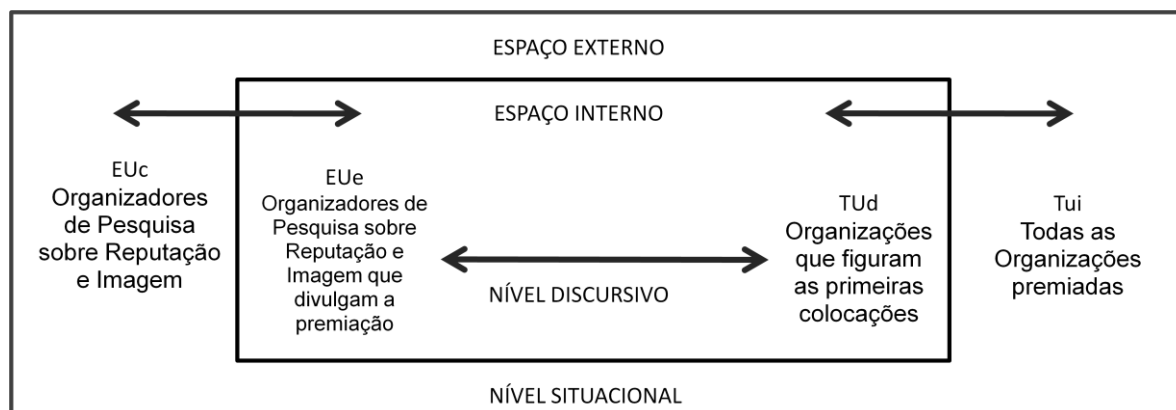 ESPAÇO EXTERNO
ESPAÇO INTERNO
EUc
Organizadores
de Pesquisa
sobre Reputação
e Imagem
EUe
Organizadores de
Pesquisa sobre
Reputação e
Imagem que
divulgam a
premiação
NÍVEL DISCURSIVO
TUd
Organizações
que figuram
as primeiras
colocações
Tui
Todas as
Organizações
premiadas
NÍVEL SITUACIONAL